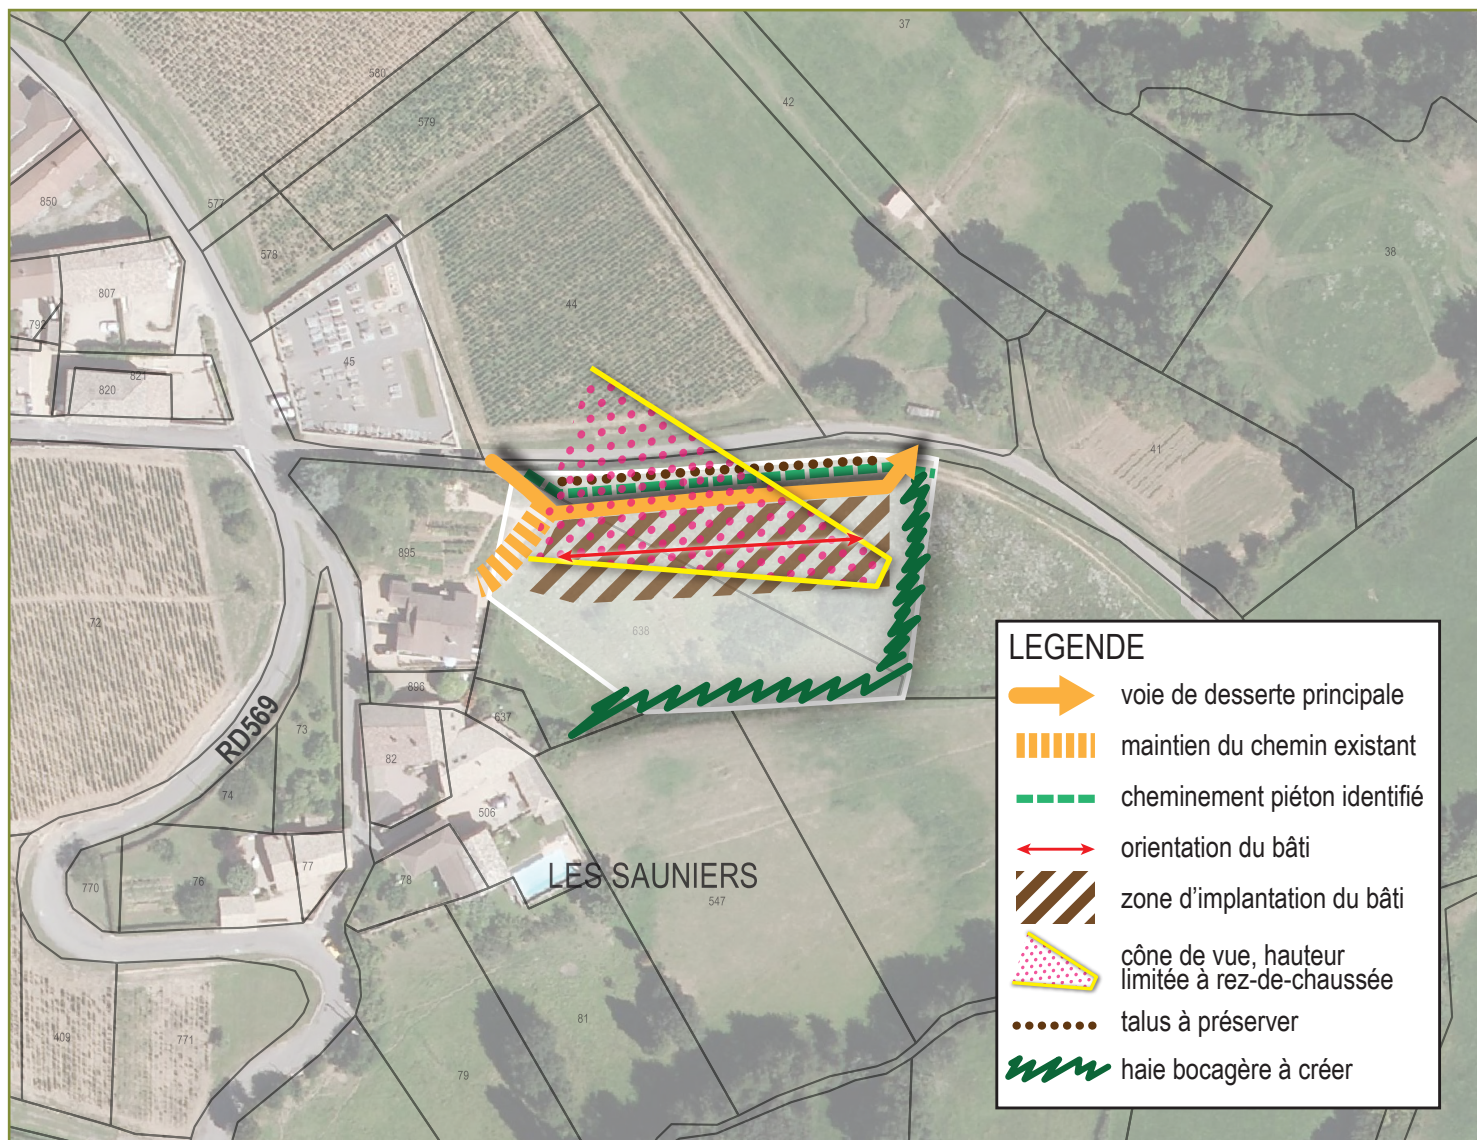 37
580
42
579
850
577
578
38
807
44
792
45
821
820
41
895
72
638
896
637
73
RD569
82
74
506
77
76
78
770
LES SAUNIERS
547
81
409
771
79
LEGENDE
voie de desserte principale
maintien du chemin existant
cheminement piéton identifié
orientation du bâti
zone d'implantation du bâti
cône de vue, hauteur
limitée à rez-de-chaussée
talus à préserver
haie bocagère à créer